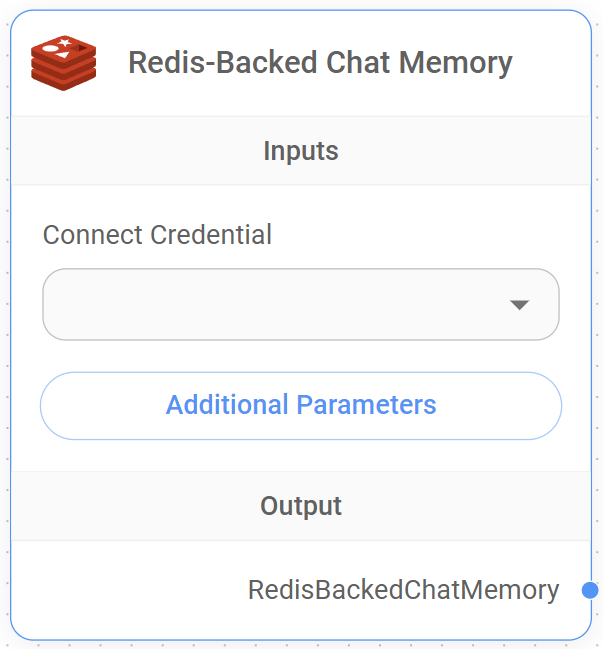 Redis-Backed Chat Memory
Inputs
Connect Credential
Additional Parameters
Output
RedisBackedChatMemory